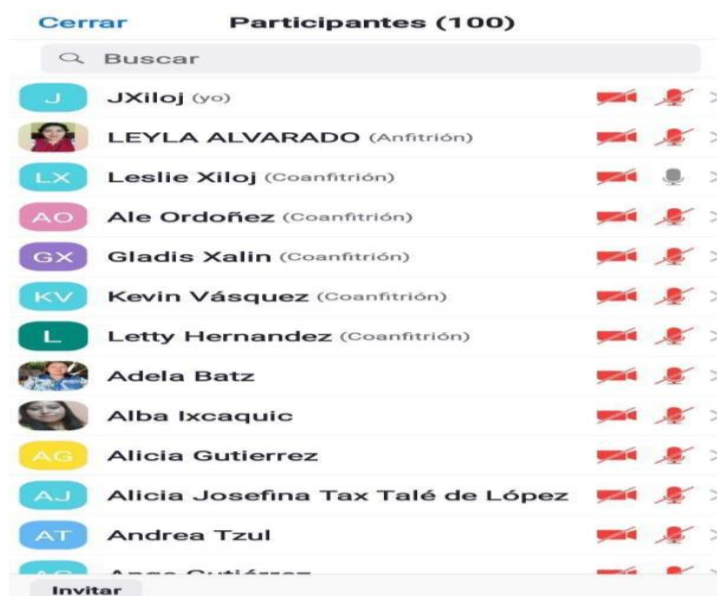 Cerrar Participantes (100)
Buscar
J JXiloj (yo)
LEYLA ALVARADO (Anfitrión)
LX Leslie Xiloj (Coanfitrión)
AO Ale Ordoñez (Coanfitrión)
GX Gladis Xalin (Coanfitrión)
KV Kevin Vásquez (Coanfitrión)
L Letty Hernandez (Coanfitrión)
Adela Batz
Alba Ixcaquic
AG Alicia Gutierrez
AJ Alicia Josefina Tax Talé de López
AT Andrea Tzul
Invitar